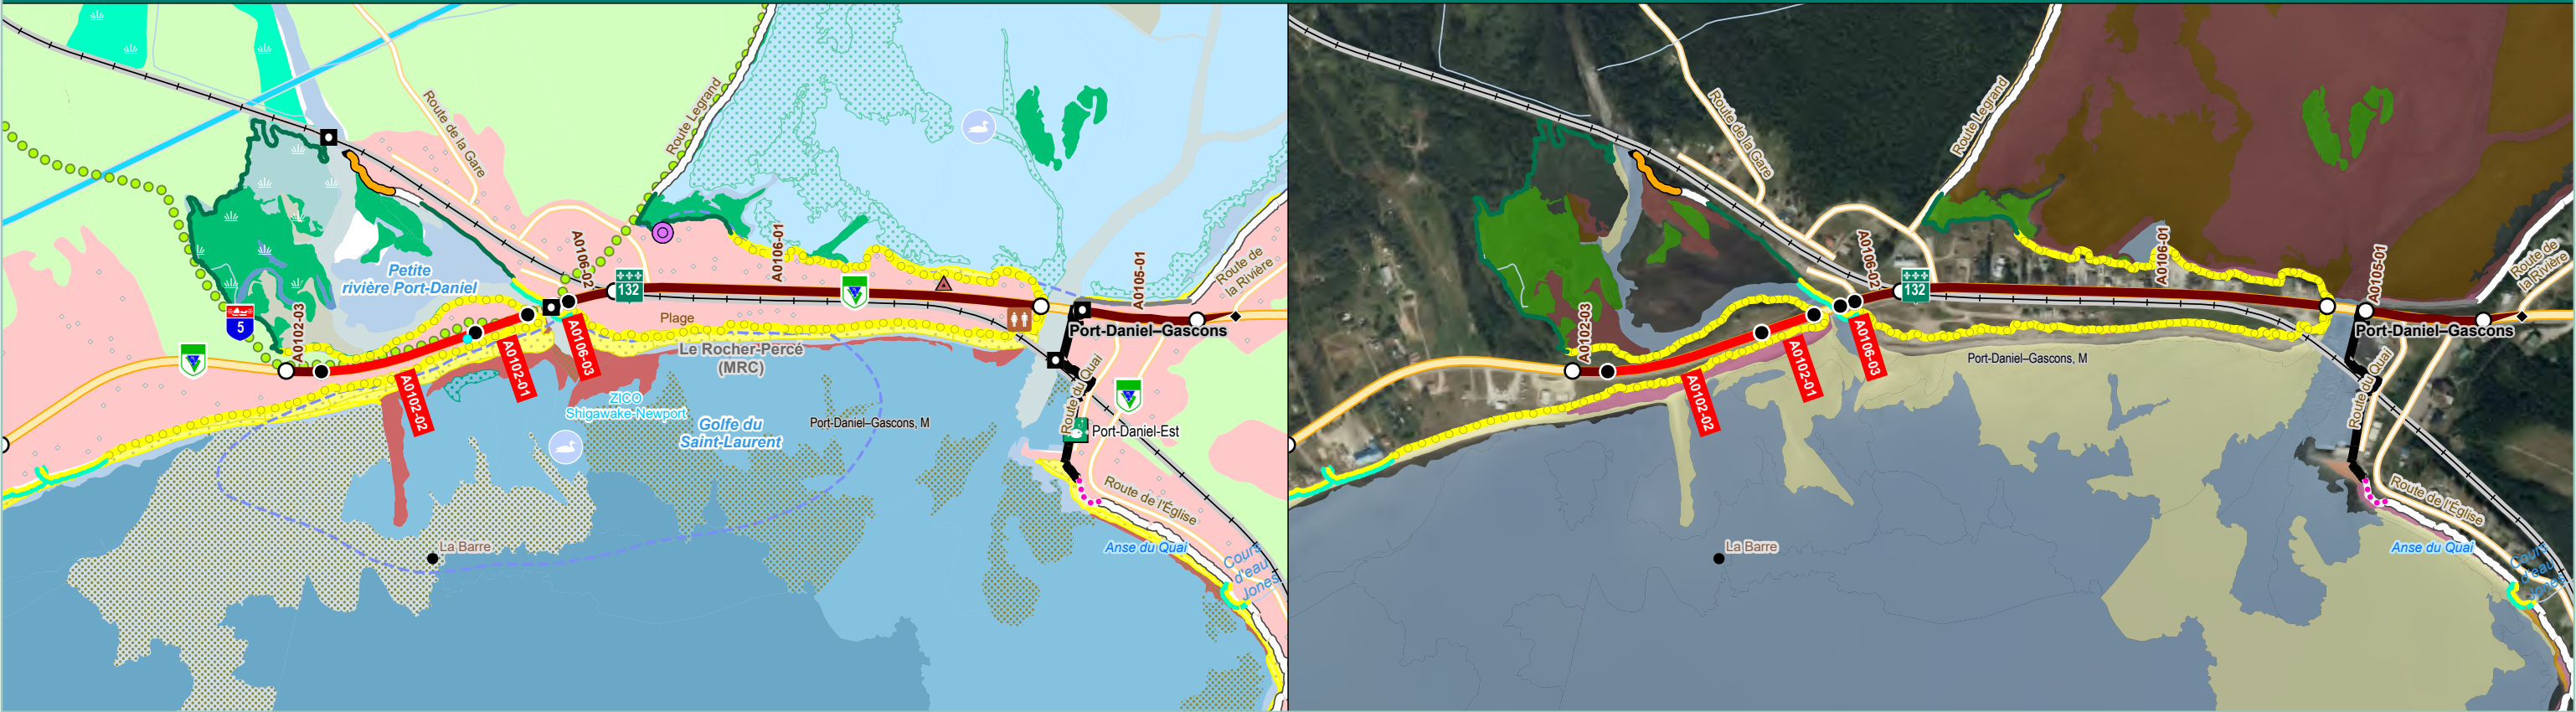 Route de la Gare
Route Legrand
A0106-02
A0106-01
A0105-01
Route de
la Rivière
132
Petite
rivière Port-Daniel
5
A0102-03
Plage
A0102-02
A0102-01
A0106-03
Le Rocher-Percé
(MRC)
Port-Daniel–Gascons
Route du Quai
ZICO
Shigawake-Newport
Golfe du
Saint-Laurent
Port-Daniel–Gascons, M
Port-Daniel-Est
Route de l'Église
La Barre
Anse du Quai
Cours
d'eau
Jones
Route de la Gare
Route Legrand
A0106-02
A0106-01
A0105-01
Route de
la Rivière
132
A0102-03
A0102-02
A0102-01
A0106-03
Port-Daniel–Gascons
Port-Daniel–Gascons, M
Route du Quai
Route de l'Église
La Barre
Anse du Quai
Cours
d'eau
Jones